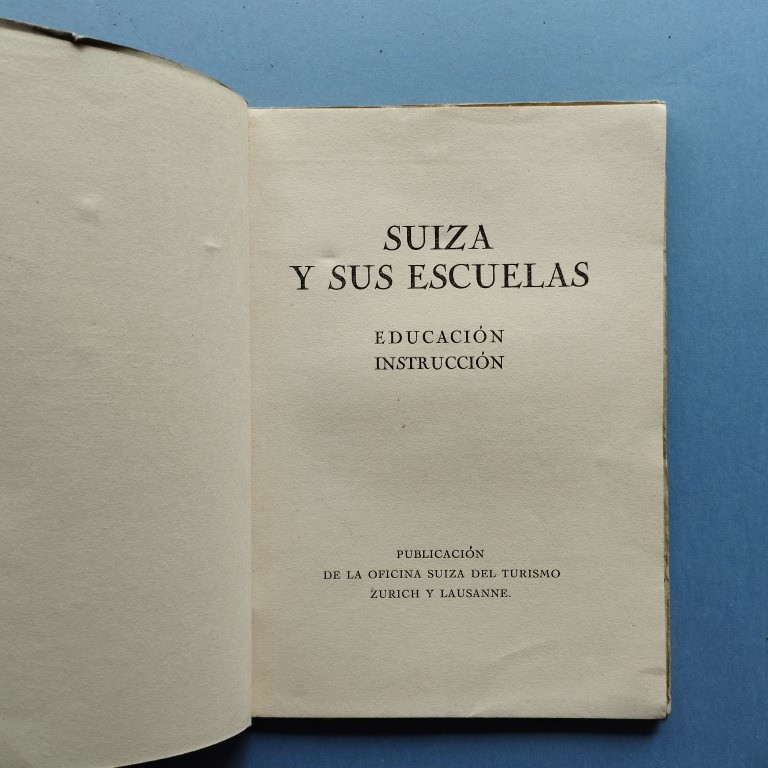 SUIZA
Y SUS ESCUELAS
EDUCACIÓN
INSTRUCCIÓN
PUBLICACIÓN
DE LA OFICINA SUIZA DEL TURISMO
ZURICH Y LAUSANNE.